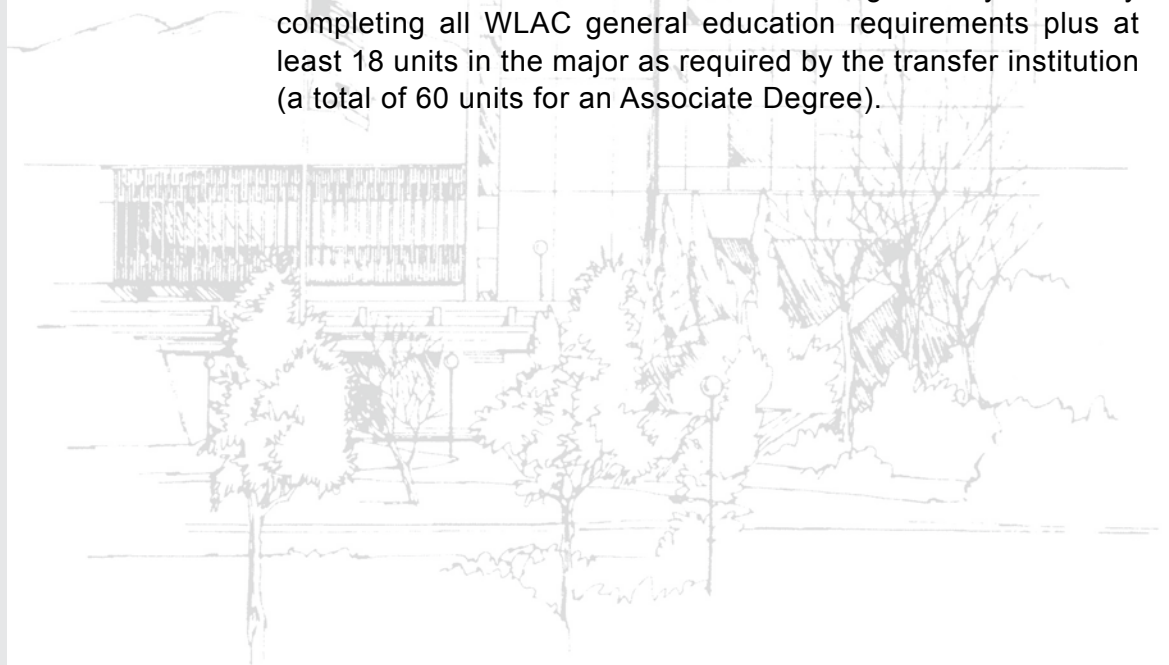 completing all WLAC general education requirements plus at
least 18 units in the major as required by the transfer institution
(a total of 60 units for an Associate Degree).